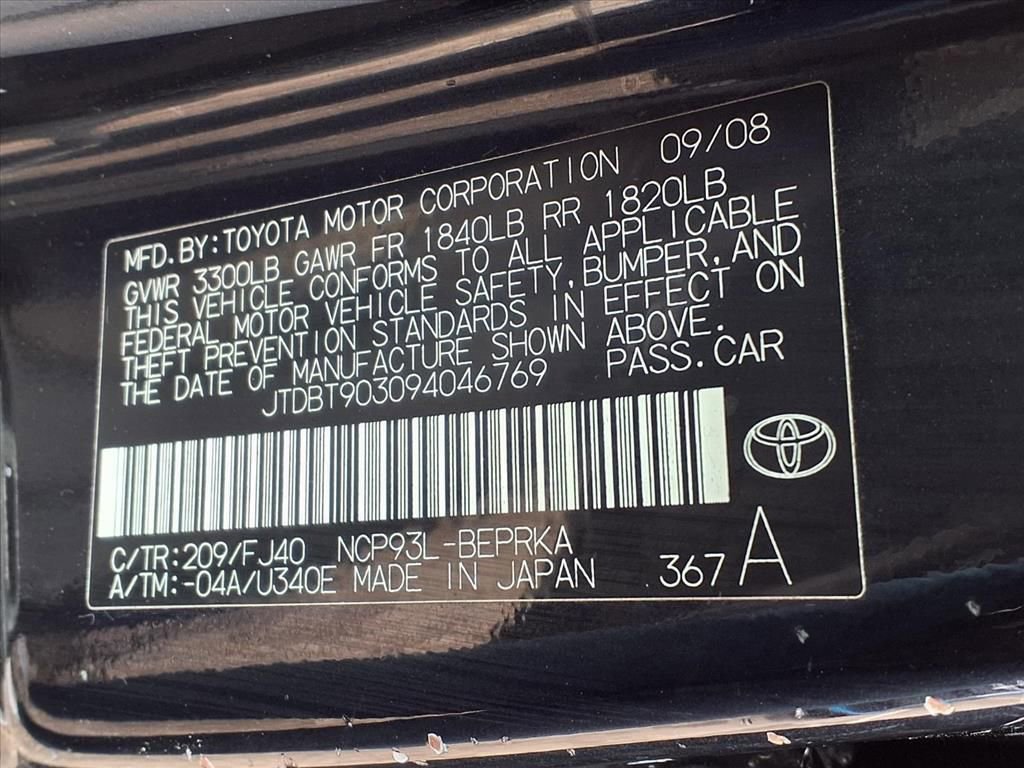 MFD. BY: TOYOTA MOTOR CORPORATION 09/08
GVWR 3300LB GAWR FR 1840LB RR 1820LB
THIS VEHICLE CONFORMS TO ALL APPLICABLE
FEDERAL MOTOR VEHICLE SAFETY, BUMPER, AND
THEFT PREVENTION STANDARDS IN EFFECT ON
THE DATE OF MANUFACTURE SHOWN ABOVE.
JTDBT903094046769 PASS. CAR
C/TR: 209/FJ40 NCP93L-BEPRKA
A/TM: -04A/U340E MADE IN JAPAN 367 A